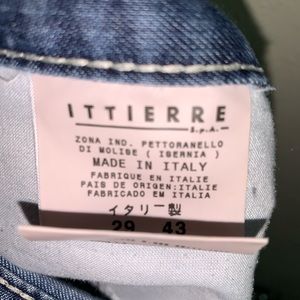 ITTIERRE
S.p.A.
ZONA IND. PETTORANELLO
DI MOLISE ( ISERNIA )
MADE IN ITALY
FABRIQUE EN ITALIE
PAIS DE ORIGEN:ITALIE
FABRICADO EM ITALIA
イタリー製
29 43